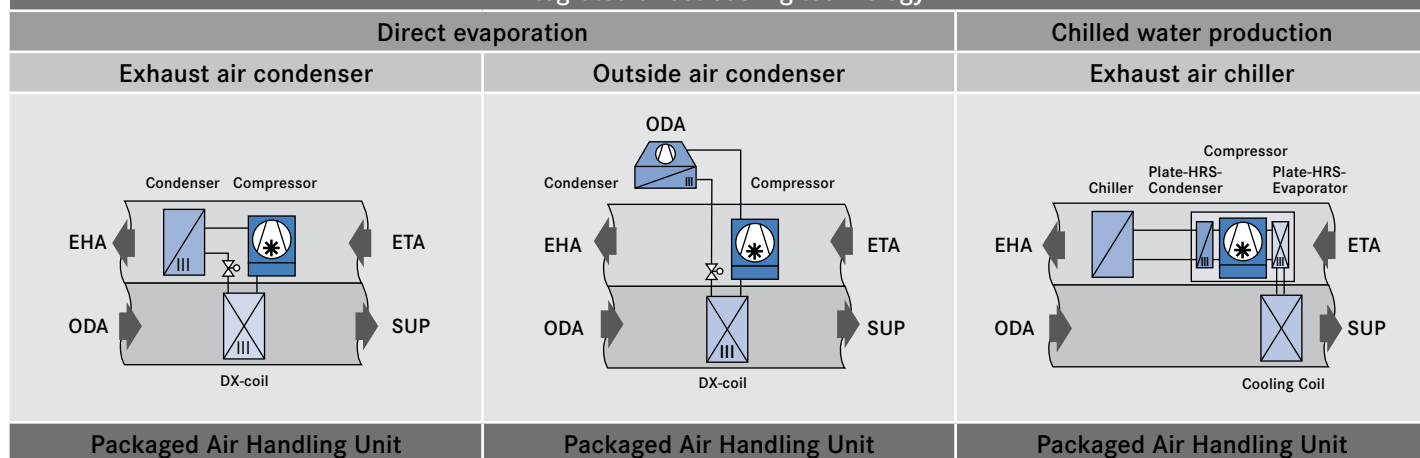 Direct evaporation
Chilled water production
Exhaust air condenser
Outside air condenser
Exhaust air chiller
Condenser Compressor
EHA
ETA
ODA
SUP
DX-coil
ODA
Condenser
Compressor
EHA
ETA
ODA
SUP
DX-coil
Compressor
Chiller
Plate-HRS-
Condenser
Plate-HRS-
Evaporator
EHA
ETA
ODA
SUP
Cooling Coil
Packaged Air Handling Unit
Packaged Air Handling Unit
Packaged Air Handling Unit